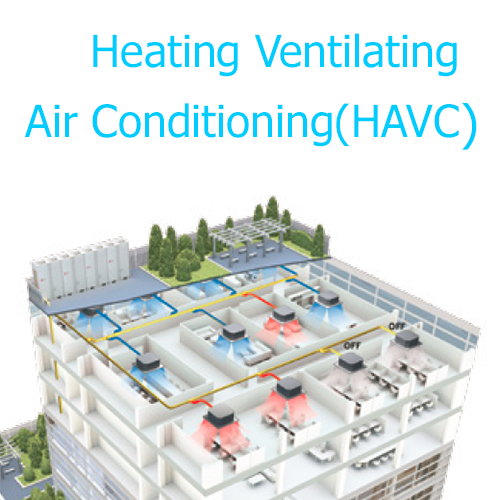 Heating Ventilating
Air Conditioning(HAVC)
OFF
OFF